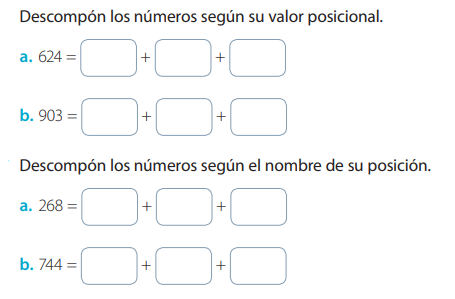 Descompón los números según su valor posicional.
a. 624 = + +
b. 903 = + +
Descompón los números según el nombre de su posición.
a. 268 = + +
b. 744 = + +